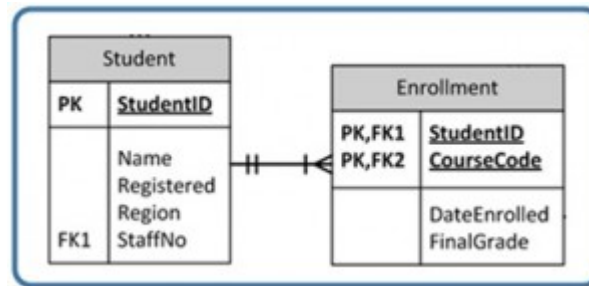 Student
PK StudentID
Name
Registered
Region
FK1 StaffNo
Enrollment
PK,FK1 StudentID
PK,FK2 CourseCode
DateEnrolled
FinalGrade